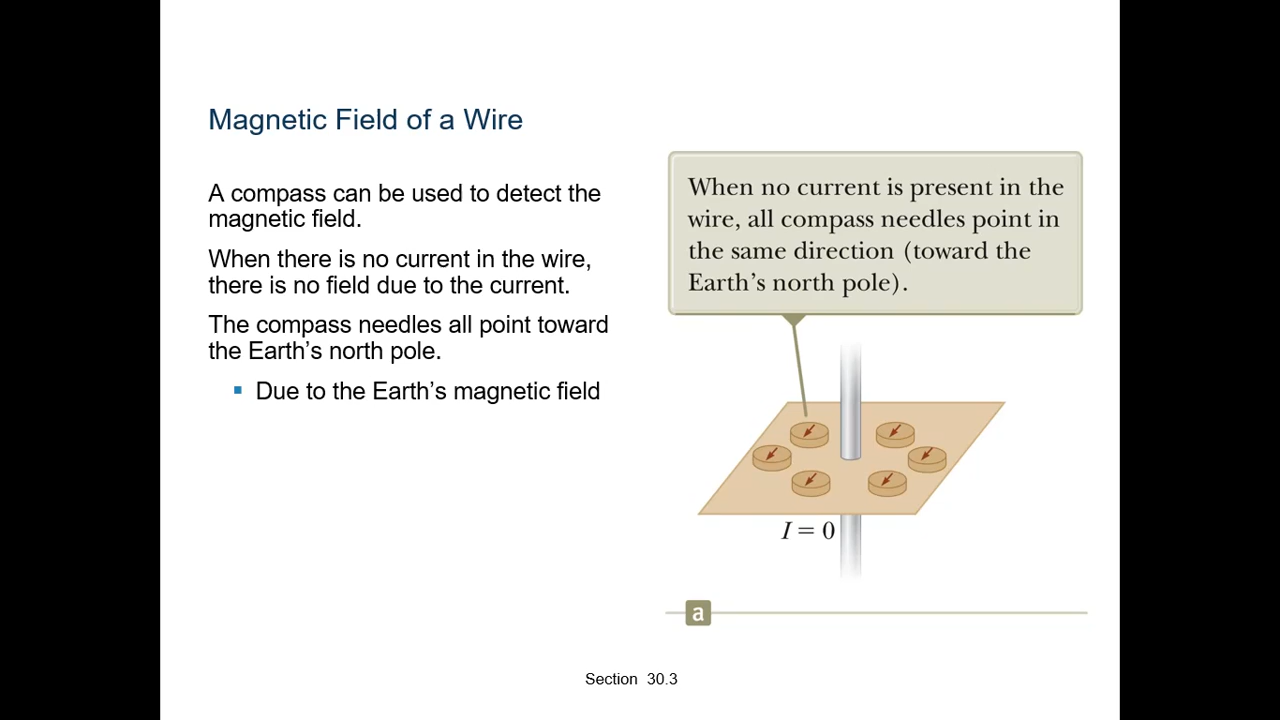 Magnetic Field of a Wire
A compass can be used to detect the
magnetic field.
When there is no current in the wire,
there is no field due to the current.
The compass needles all point toward
the Earth’s north pole.
▪ Due to the Earth’s magnetic field
When no current is present in the
wire, all compass needles point in
the same direction (toward the
Earth’s north pole).
I = 0
a
Section 30.3